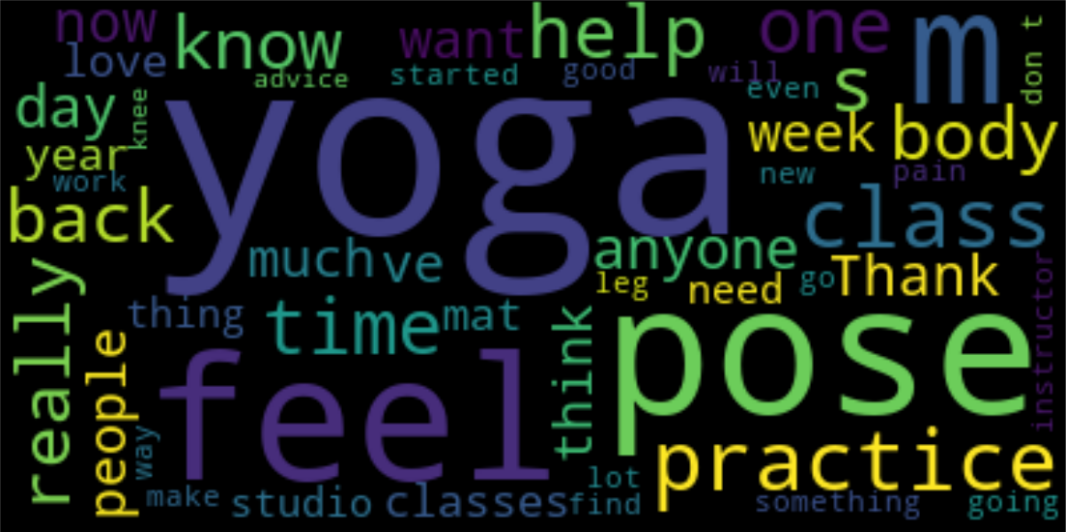 now
know
want
help
one
m
don t
love
advice
started
good
will
even
s
day
knee
yoga
week
body
year
work
new
pain
back
class
much
ve
anyone
Thank
leg
need
go
instructor
really
thing
time
mat
think
pose
people
feel
way
practice
make
studio
classes
lot
find
something
going